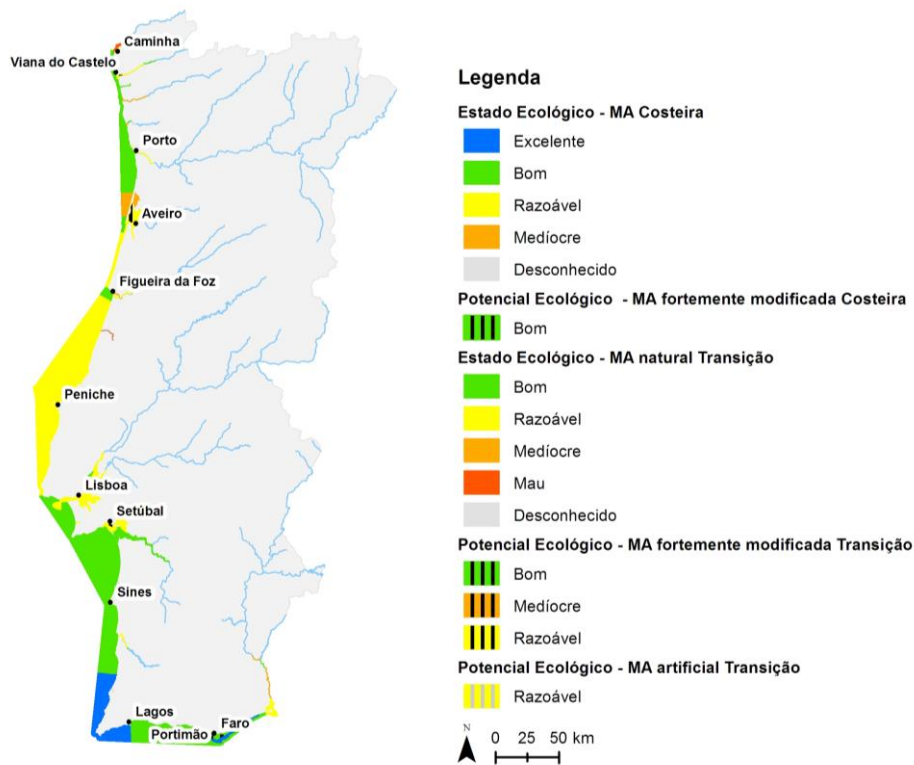 Caminha
Viana do Castelo
Porto
Aveiro
Figueira da Foz
Peniche
Lisboa
Setúbal
Sines
Lagos
Faro
Portimão
Legenda
Estado Ecológico - MA Costeira
Excelente
Bom
Razoável
Medíocre
Desconhecido
Potencial Ecológico - MA fortemente modificada Costeira
Bom
Estado Ecológico - MA natural Transição
Bom
Razoável
Medíocre
Mau
Desconhecido
Potencial Ecológico - MA fortemente modificada Transição
Bom
Medíocre
Razoável
Potencial Ecológico - MA artificial Transição
Razoável
N
0 25 50 km